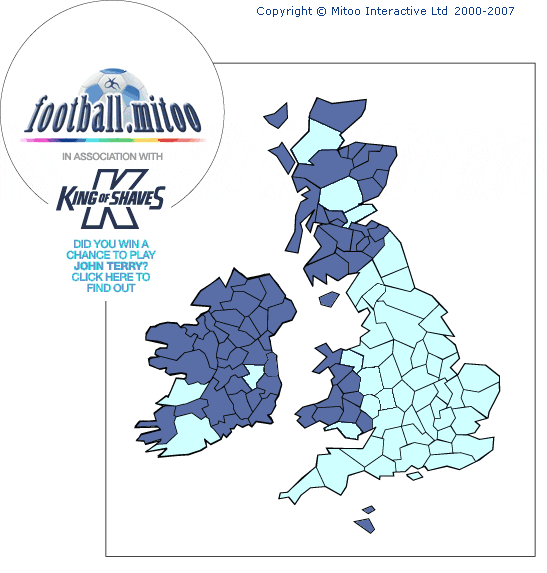 Copyright © Mitoo Interactive Ltd 2000-2007
football.mitoo
IN ASSOCIATION WITH
KING OF SHAVES
K
DID YOU WIN A
CHANCE TO PLAY
JOHN TERRY?
CLICK HERE TO
FIND OUT